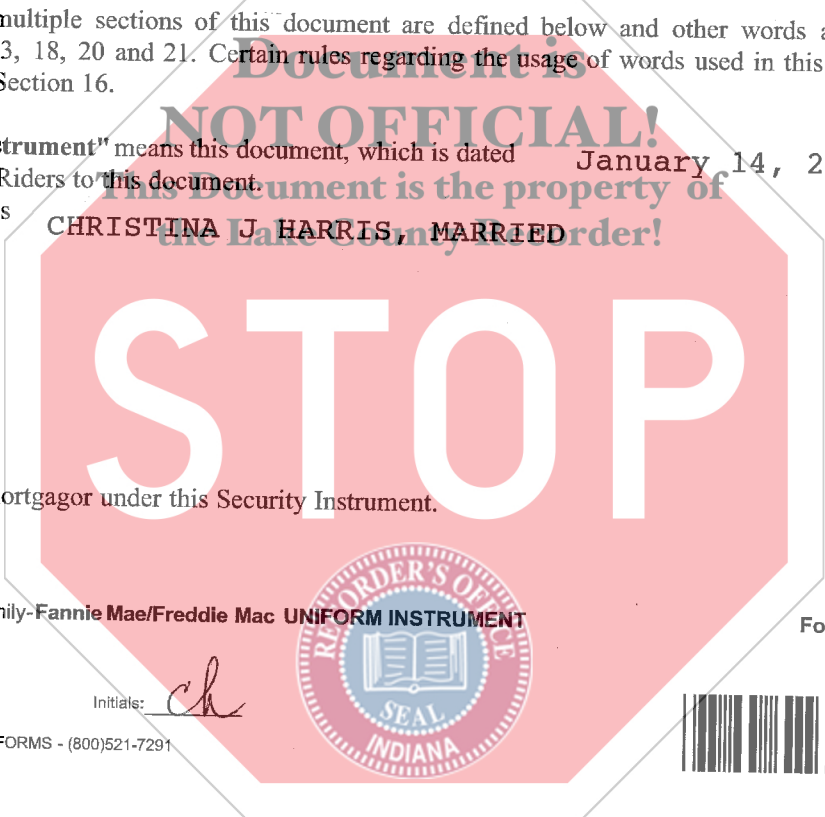 multiple sections of this document are defined below and other words a
3, 18, 20 and 21. Certain rules regarding the usage of words used in this
Section 16.
Document is
NOT OFFICIAL!
trument" means this document, which is dated January 14, 2
This Document is the property of
Riders to this document.
s CHRISTINA J HARRIS, MARRIED
the Lake County Recorder!
STOP
ortgagor under this Security Instrument.
RECORDER'S OFFICE
nily-Fannie Mae/Freddie Mac UNIFORM INSTRUMENT
Fo
Initials: ch
SEAL
INDIANA
FORMS - (800)521-7291